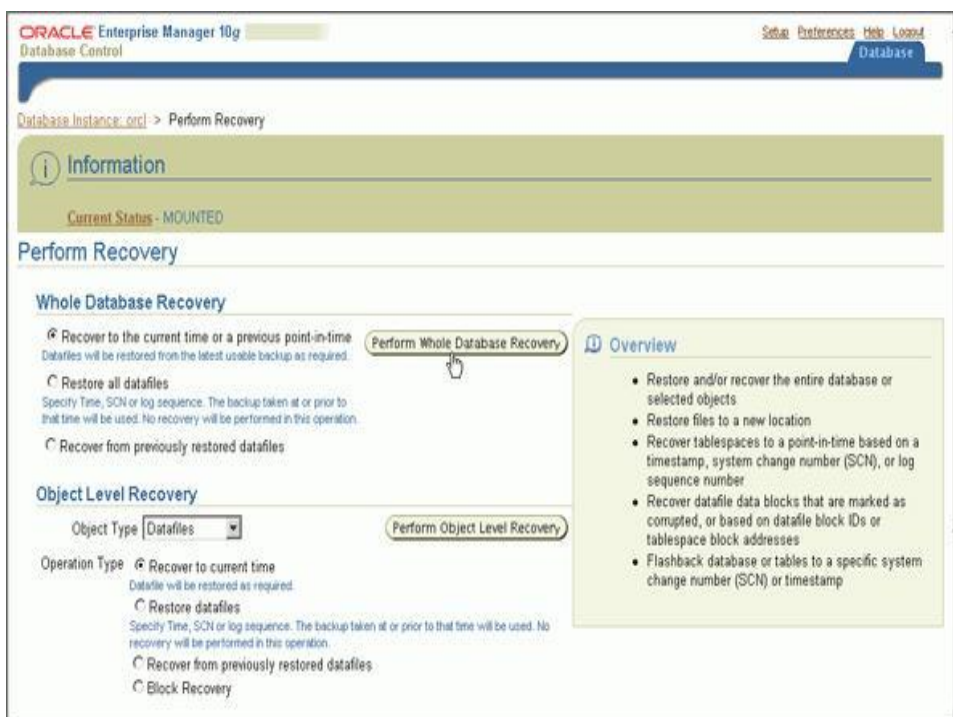 ORACLE Enterprise Manager 10g
Database Control
Setup Preferences Help Logout
Database
Database Instance: orcl > Perform Recovery
Information
Current Status - MOUNTED
Perform Recovery
Whole Database Recovery
Recover to the current time or a previous point-in-time
Datafiles will be restored from the latest usable backup as required.
Perform Whole Database Recovery
Restore all datafiles
Specify Time, SCN or log sequence. The backup taken at or prior to
that time will be used. No recovery will be performed in this operation.
Recover from previously restored datafiles
Overview
Restore and/or recover the entire database or
selected objects
Restore files to a new location
Recover tablespaces to a point-in-time based on a
timestamp, system change number (SCN), or log
sequence number
Recover datafile data blocks that are marked as
corrupted, or based on datafile block IDs or
tablespace block addresses
Flashback database or tables to a specific system
change number (SCN) or timestamp
Object Level Recovery
Object Type Datafiles
Perform Object Level Recovery
Operation Type Recover to current time
Datafile will be restored as required.
Restore datafiles
Specify Time, SCN or log sequence. The backup taken at or prior to that time will be used. No
recovery will be performed in this operation.
Recover from previously restored datafiles
Block Recovery